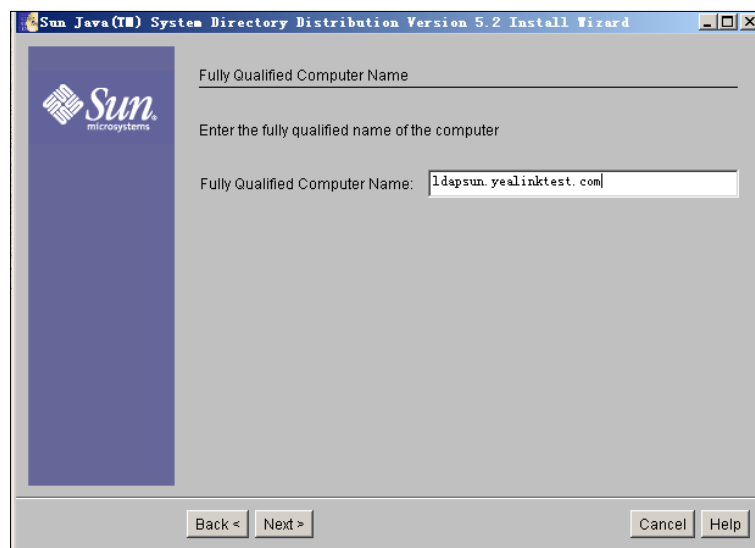 Sun Java(TM) System Directory Distribution Version 5.2 Install Wizard
Sun.
microsystems
Fully Qualified Computer Name
Enter the fully qualified name of the computer
Fully Qualified Computer Name: ldapsun.yealinktest.com
Back < Next > Cancel Help